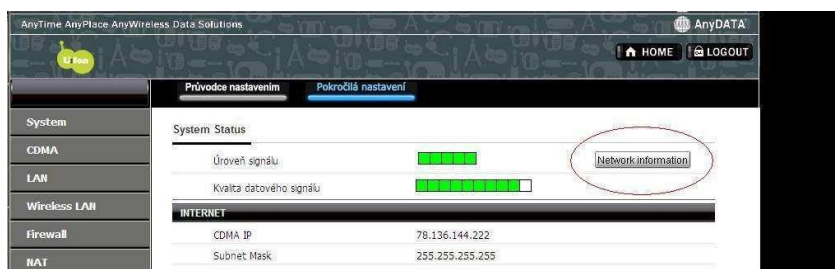 AnyTime AnyPlace AnyWireless Data Solutions
AnyDATA
Ufon
HOME LOGOUT
Průvodce nastavením Pokročilá nastavení
System
System Status
CDMA
Úroveň signálu Network information
LAN
Kvalita datového signálu
Wireless LAN
INTERNET
Firewall
CDMA IP 78.136.144.222
NAT
Subnet Mask 255.255.255.255